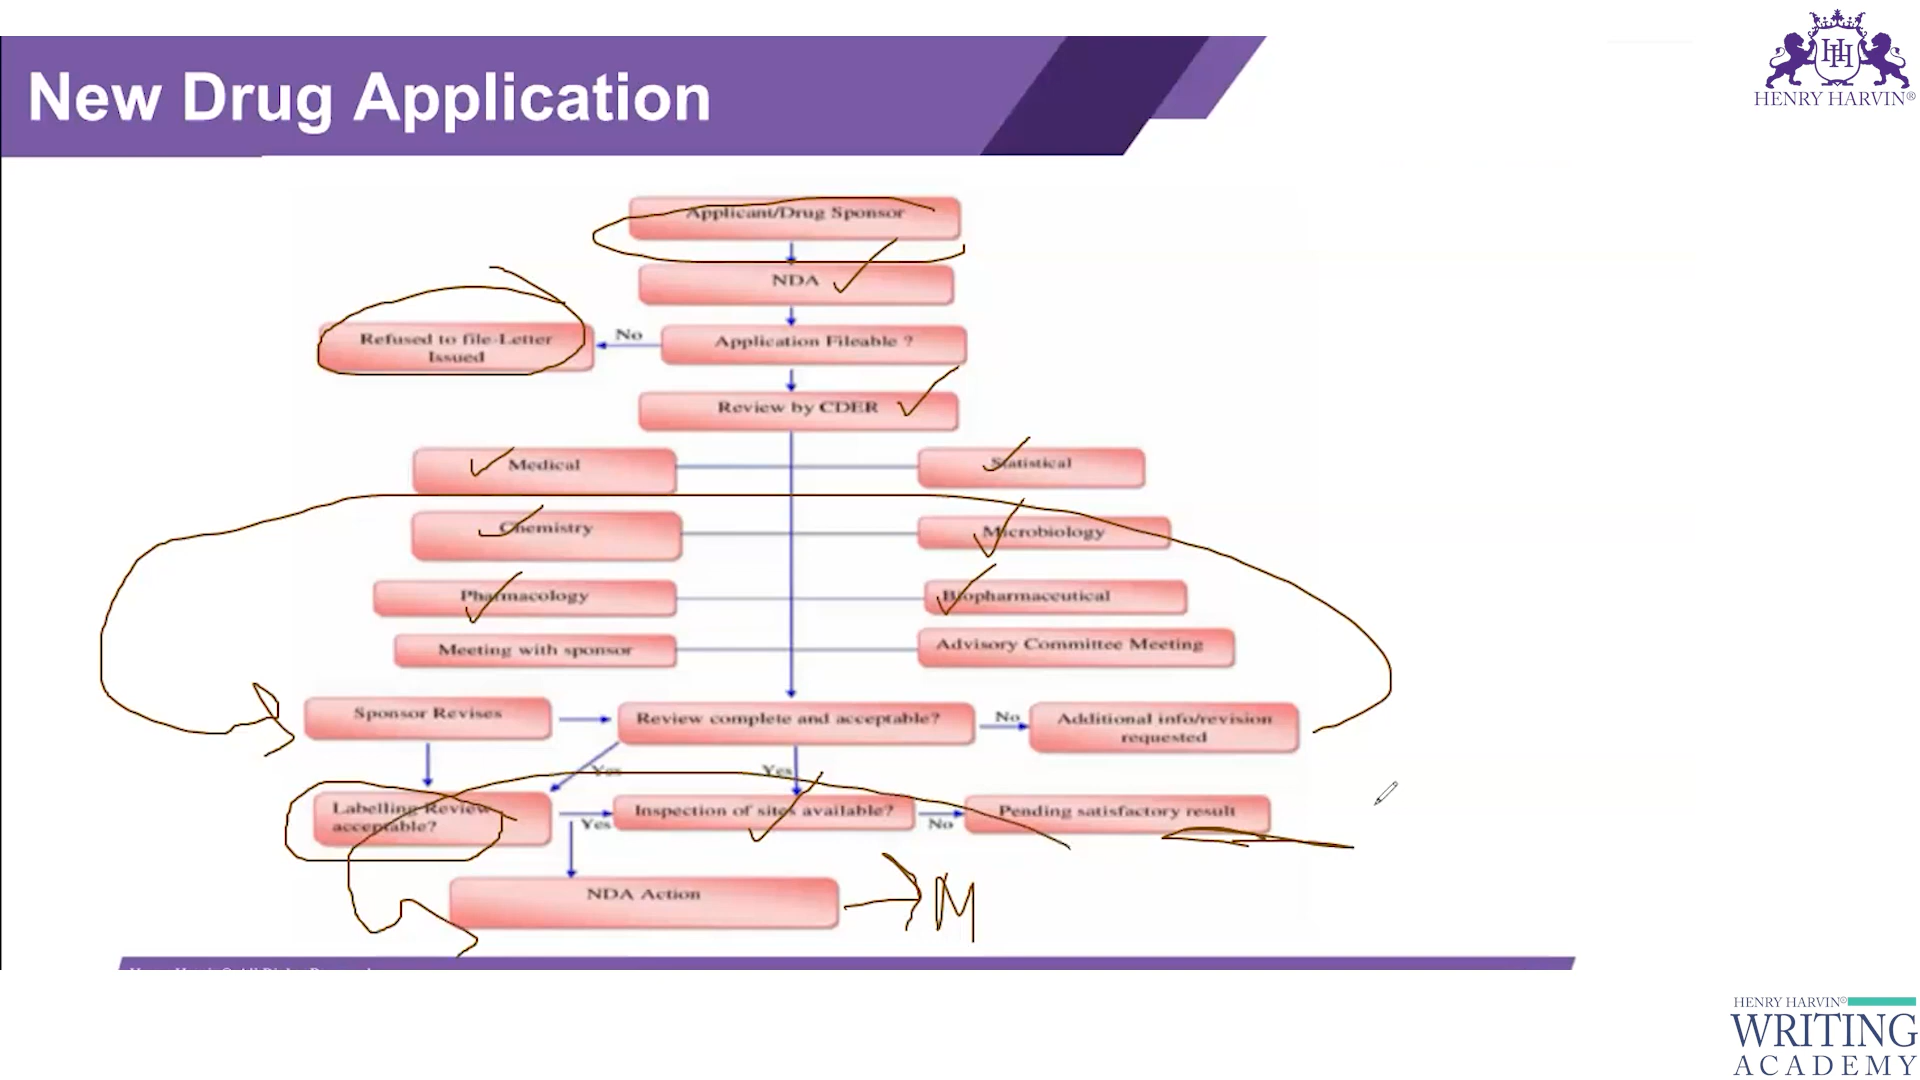 HENRY HARVIN®
New Drug Application
Applicant/Drug Sponsor
NDA
Refused to file-Letter
Issued
No
Application Fileable ?
Review by CDER
Medical
Statistical
Chemistry
Microbiology
Pharmacology
Biopharmaceutical
Meeting with sponsor
Advisory Committee Meeting
Sponsor Revises
Review complete and acceptable?
No
Additional info/revision
requested
Yes
Yes
Labelling Review
acceptable?
Yes
Inspection of sites available?
No
Pending satisfactory result
NDA Action
M
HENRY HARVIN®
WRITING
ACADEMY